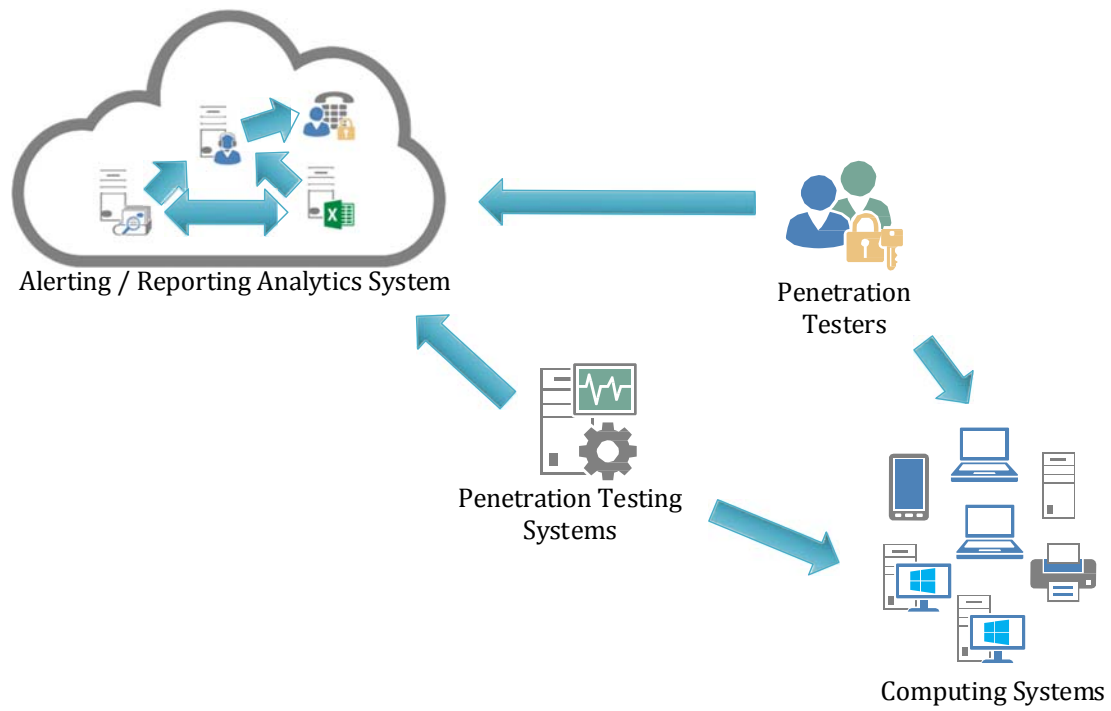 Alerting / Reporting Analytics System
Penetration
Testers
Penetration Testing
Systems
Computing Systems